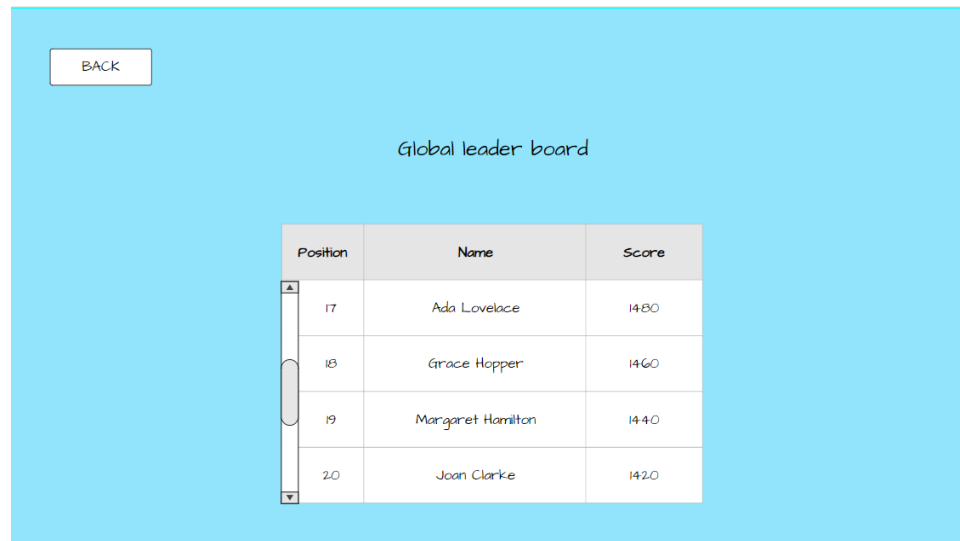 BACK
Global leader board
Position Name Score
17 Ada Lovelace 1480
18 Grace Hopper 1460
19 Margaret Hamilton 1440
20 Joan Clarke 1420